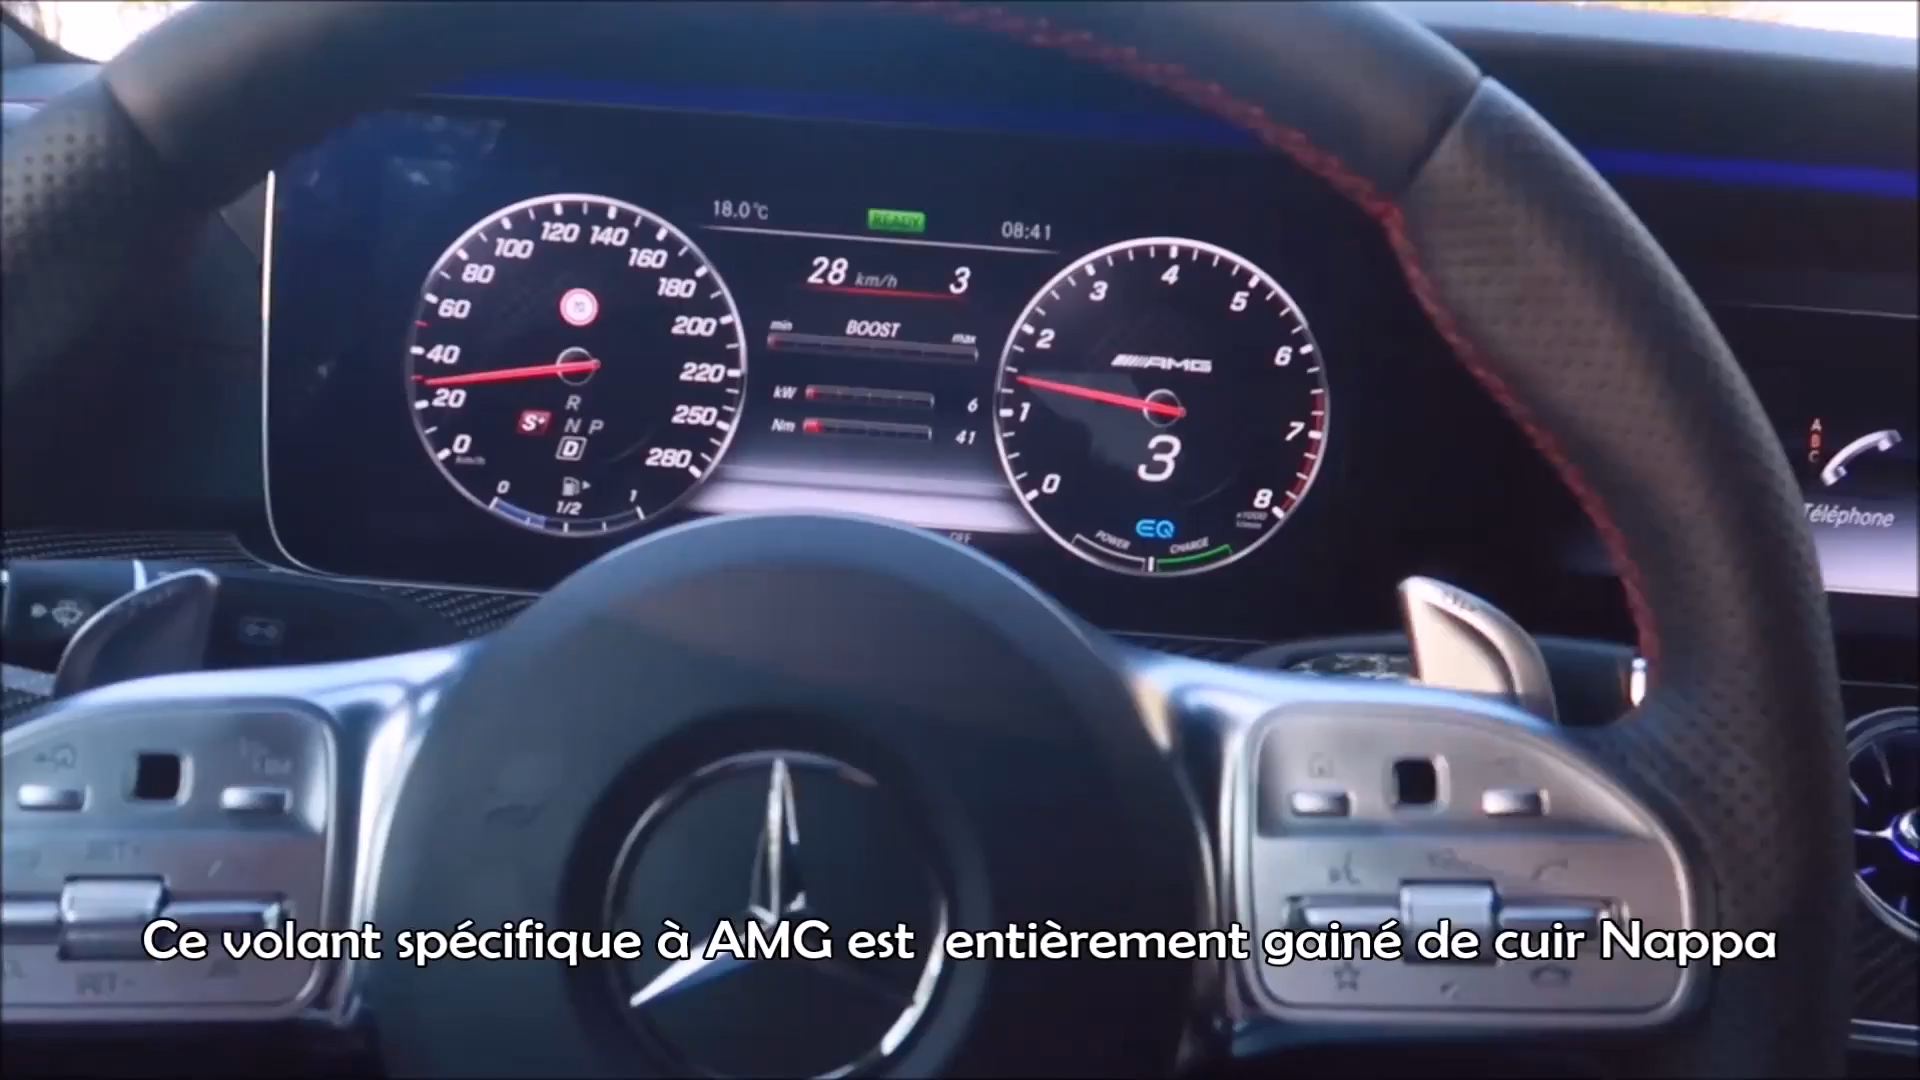 18.0°C
READY
08:41
28 km/h 3
min BOOST max
kW 6
Nm 41
0
20
40
60
80
100
120
140
160
180
200
220
250
280
km/h
S+
R
N P
D
0 1/2 1
0
1
2
3
4
5
6
7
8
AMG
3
EQ
POWER CHARGE
OFF
A
B
C
Téléphone
Ce volant spécifique à AMG est entièrement gainé de cuir Nappa